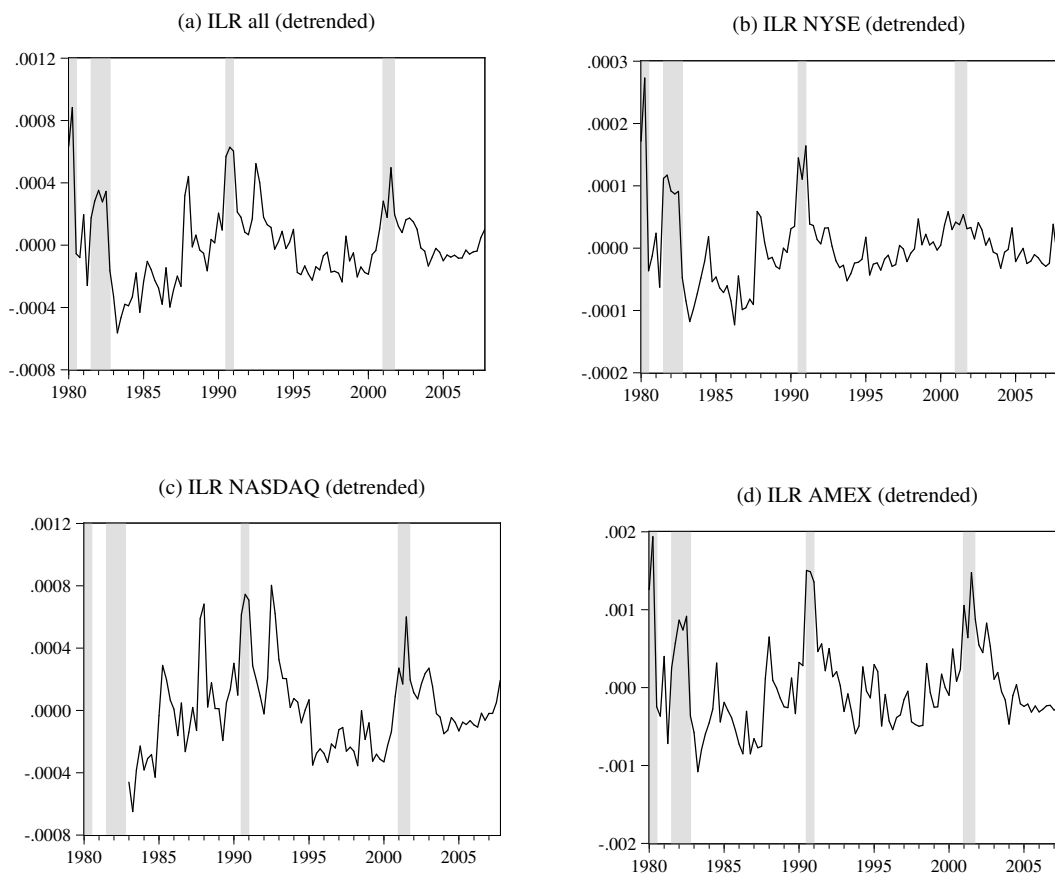 (a) ILR all (detrended)
.0012
.0008
.0004
.0000
-.0004
-.0008
1980 1985 1990 1995 2000 2005
(b) ILR NYSE (detrended)
.0003
.0002
.0001
.0000
-.0001
-.0002
1980 1985 1990 1995 2000 2005
(c) ILR NASDAQ (detrended)
.0012
.0008
.0004
.0000
-.0004
-.0008
1980 1985 1990 1995 2000 2005
(d) ILR AMEX (detrended)
.002
.001
.000
-.001
-.002
1980 1985 1990 1995 2000 2005